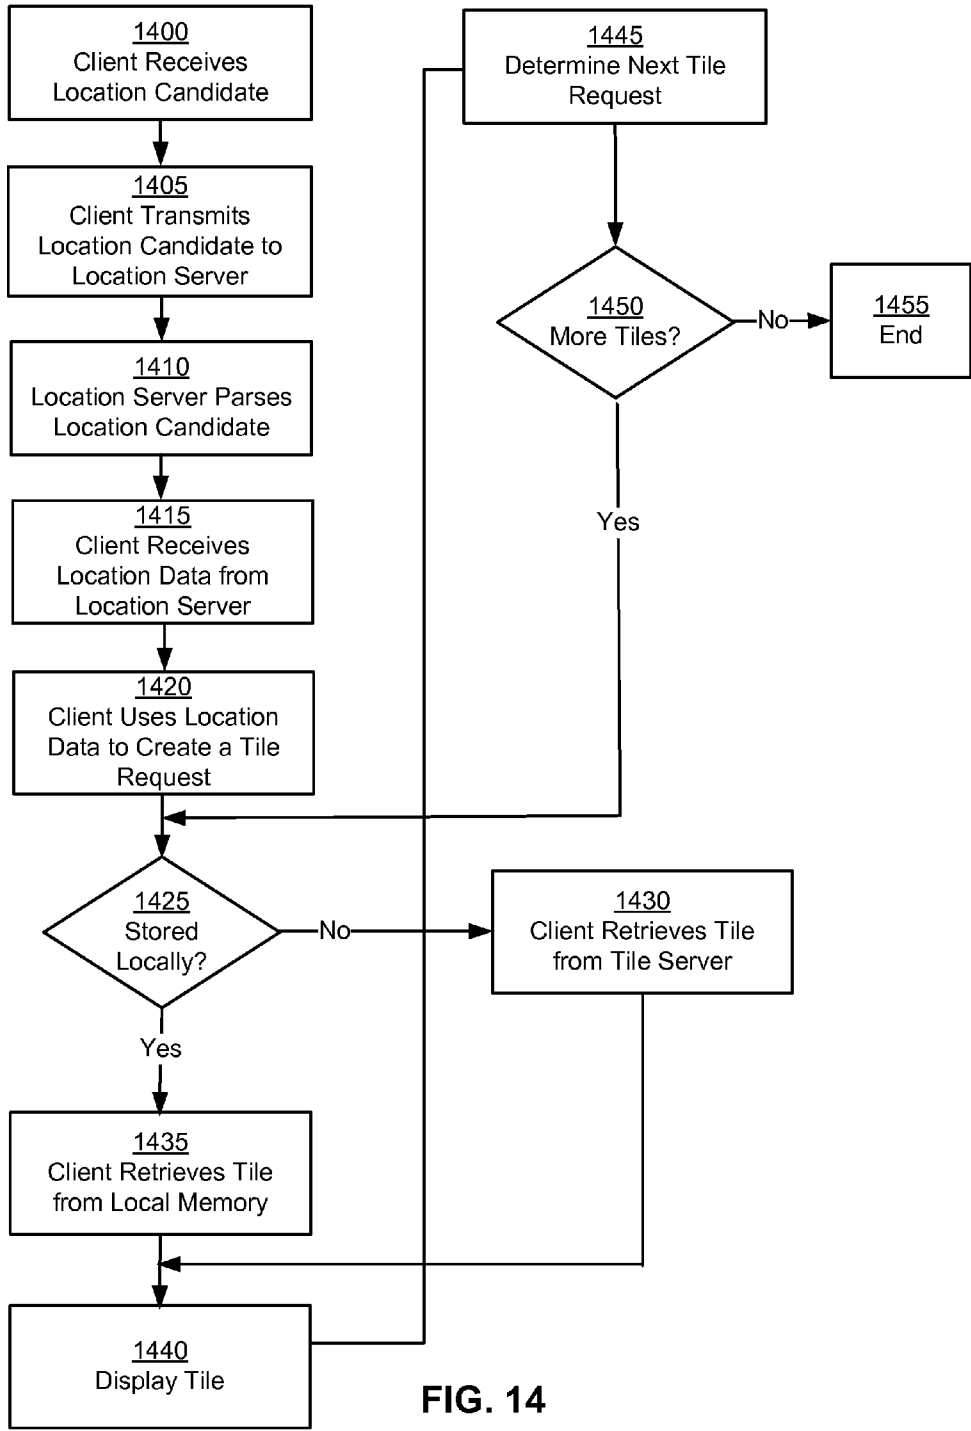 1400
Client Receives
Location Candidate
1405
Client Transmits
Location Candidate to
Location Server
1410
Location Server Parses
Location Candidate
1415
Client Receives
Location Data from
Location Server
1420
Client Uses Location
Data to Create a Tile
Request
1425
Stored
Locally?
No
1430
Client Retrieves Tile
from Tile Server
Yes
1435
Client Retrieves Tile
from Local Memory
1440
Display Tile
1445
Determine Next Tile
Request
1450
More Tiles?
No
1455
End
Yes
FIG. 14